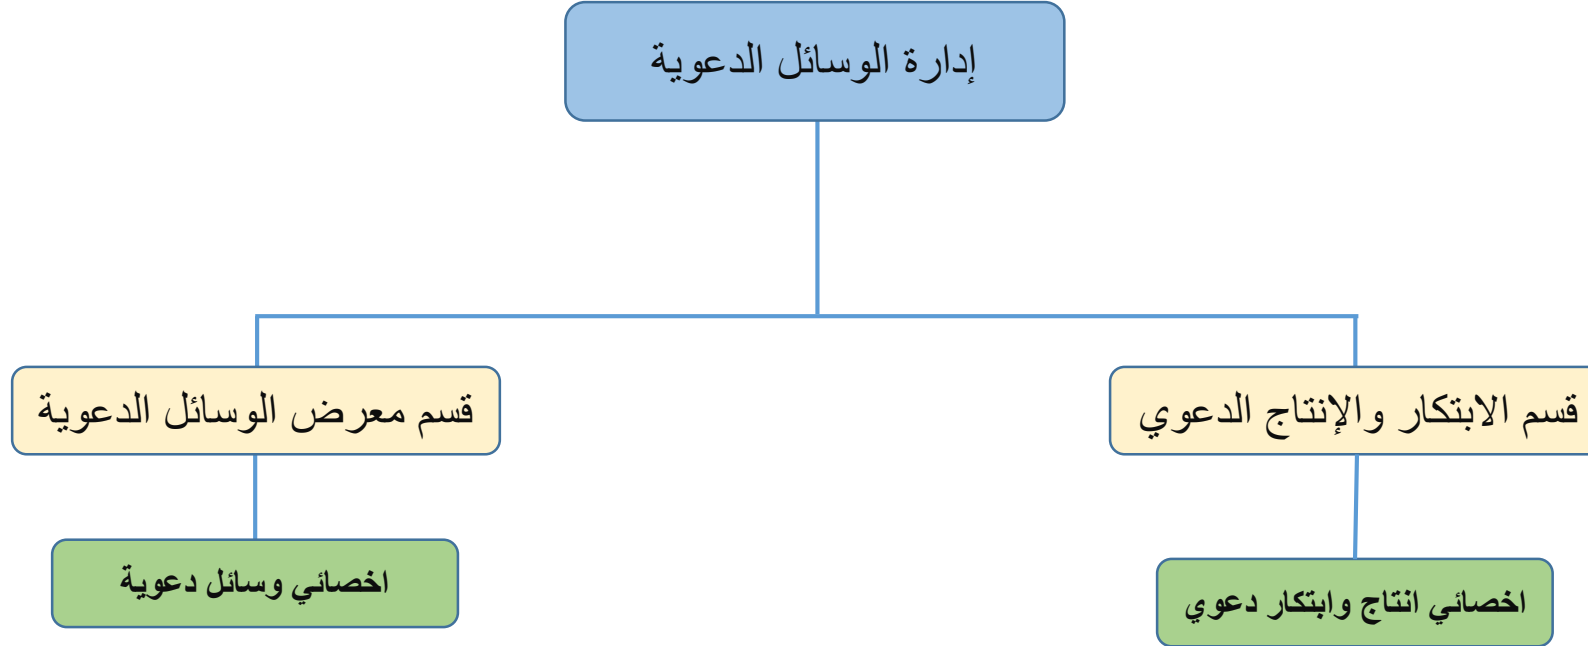 إدارة الوسائل الدعوية
قسم الابتكار والإنتاج الدعوي
قسم معرض الوسائل الدعوية
اخصائي انتاج وابتكار دعوي
اخصائي وسائل دعوية